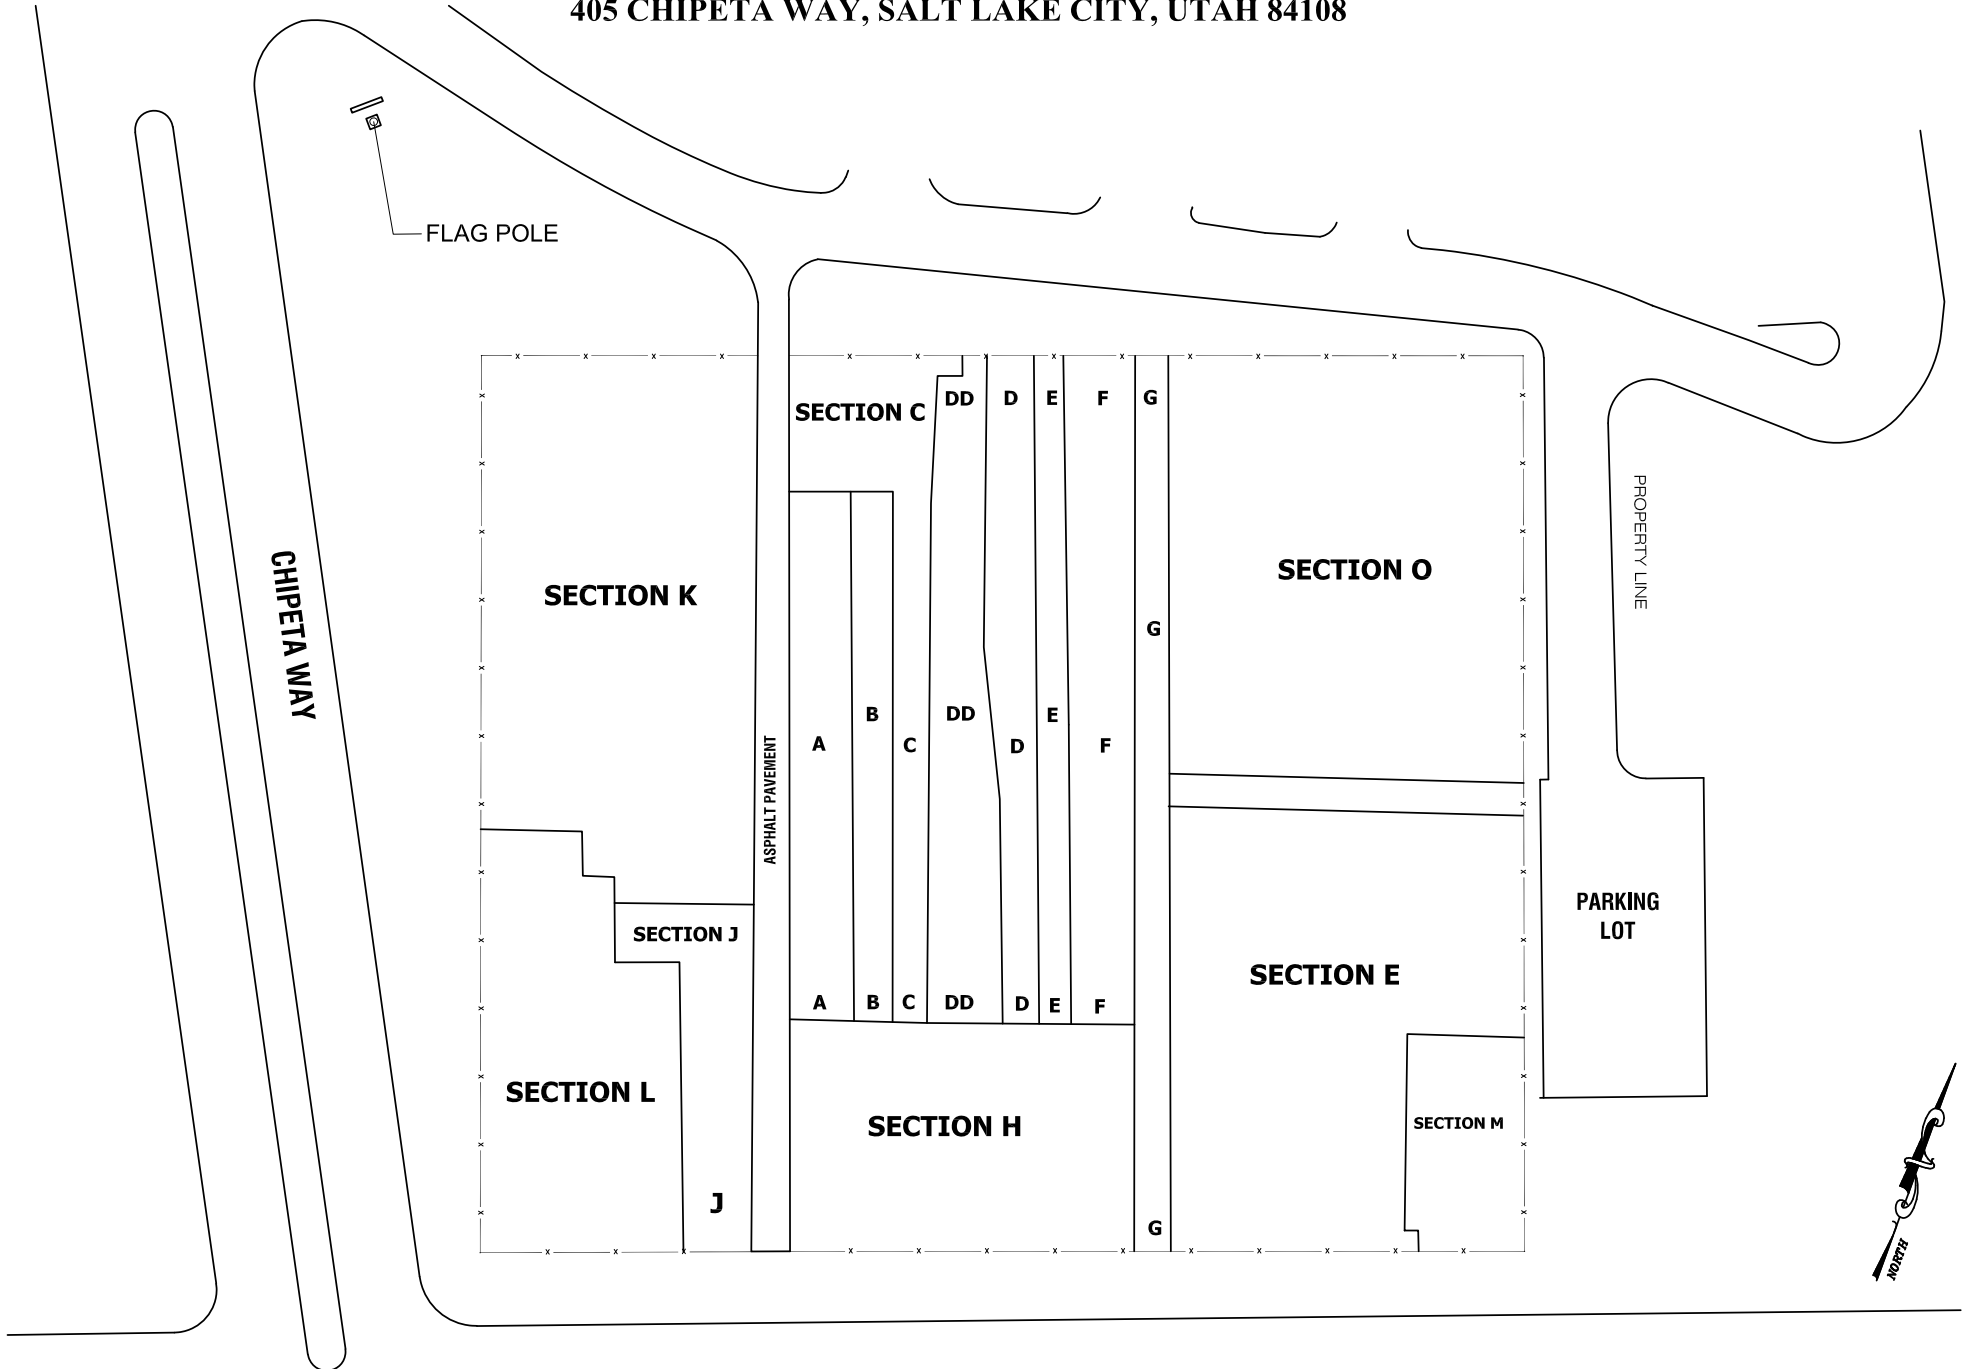 405 CHIPETA WAY, SALT LAKE CITY, UTAH 84108
FLAG POLE
SECTION C
DD
D
E
F
G
PROPERTY LINE
SECTION K
SECTION O
CHIPETA WAY
G
A
B
C
DD
D
E
F
ASPHALT PAVEMENT
PARKING
LOT
SECTION J
SECTION E
A
B
C
DD
D
E
F
SECTION L
SECTION H
SECTION M
J
G
NORTH